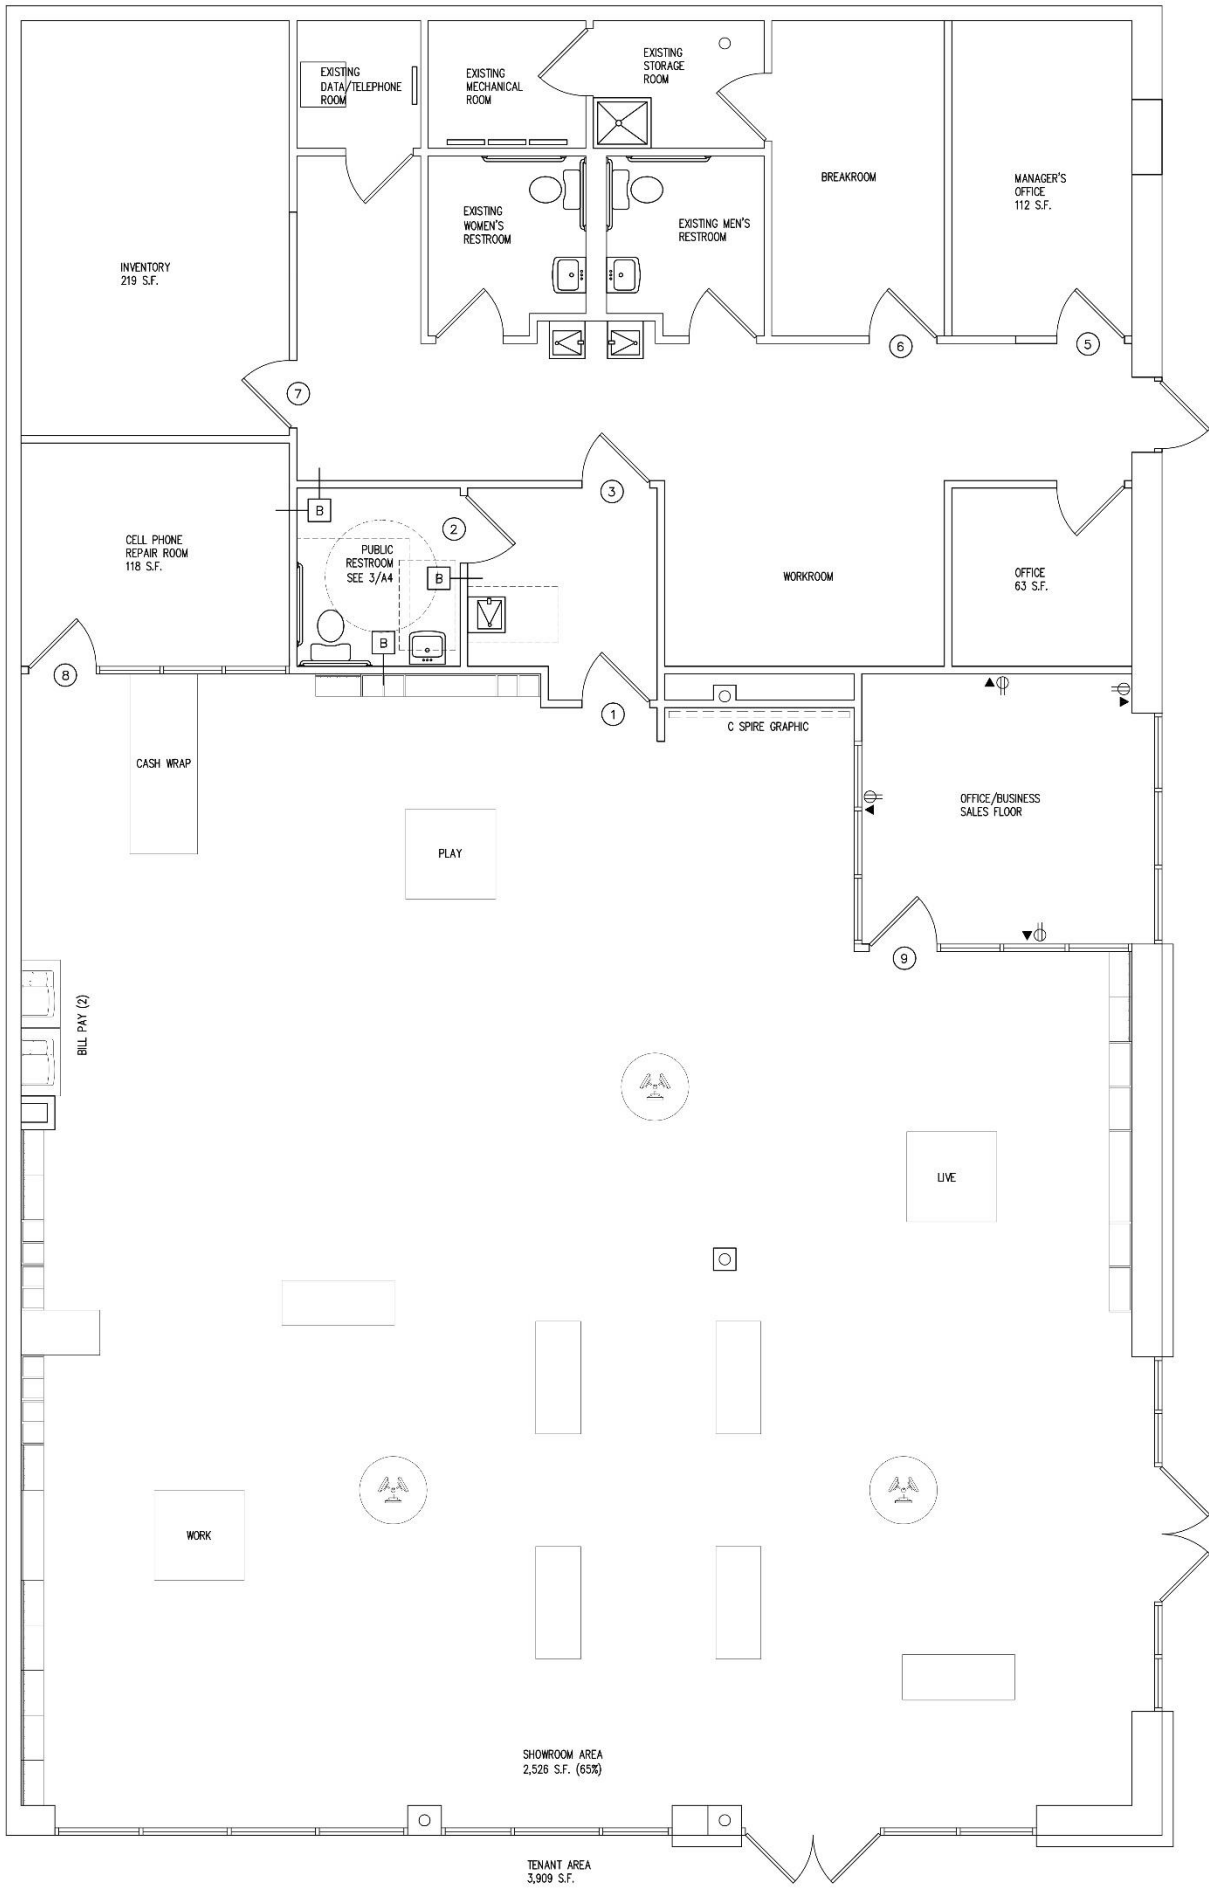 EXISTING
DATA/TELEPHONE
ROOM
EXISTING
MECHANICAL
ROOM
EXISTING
STORAGE
ROOM
BREAKROOM
MANAGER'S
OFFICE
112 S.F.
EXISTING
WOMEN'S
RESTROOM
EXISTING MEN'S
RESTROOM
INVENTORY
219 S.F.
6
5
7
3
B
2
CELL PHONE
REPAIR ROOM
118 S.F.
PUBLIC
RESTROOM
SEE 3/A4
B
WORKROOM
OFFICE
63 S.F.
B
8
1
C SPIRE GRAPHIC
CASH WRAP
OFFICE/BUSINESS
SALES FLOOR
PLAY
9
BILL PAY (2)
LIVE
WORK
SHOWROOM AREA
2,526 S.F. (65%)
TENANT AREA
3,909 S.F.